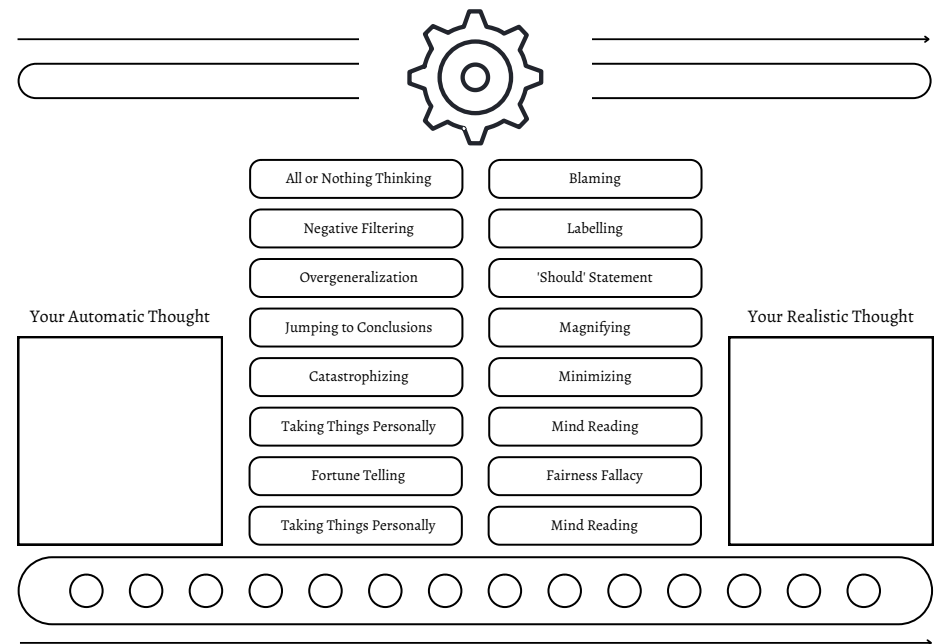 All or Nothing Thinking
Blaming
Negative Filtering
Labelling
Overgeneralization
'Should' Statement
Your Automatic Thought
Jumping to Conclusions
Magnifying
Your Realistic Thought
Catastrophizing
Minimizing
Taking Things Personally
Mind Reading
Fortune Telling
Fairness Fallacy
Taking Things Personally
Mind Reading